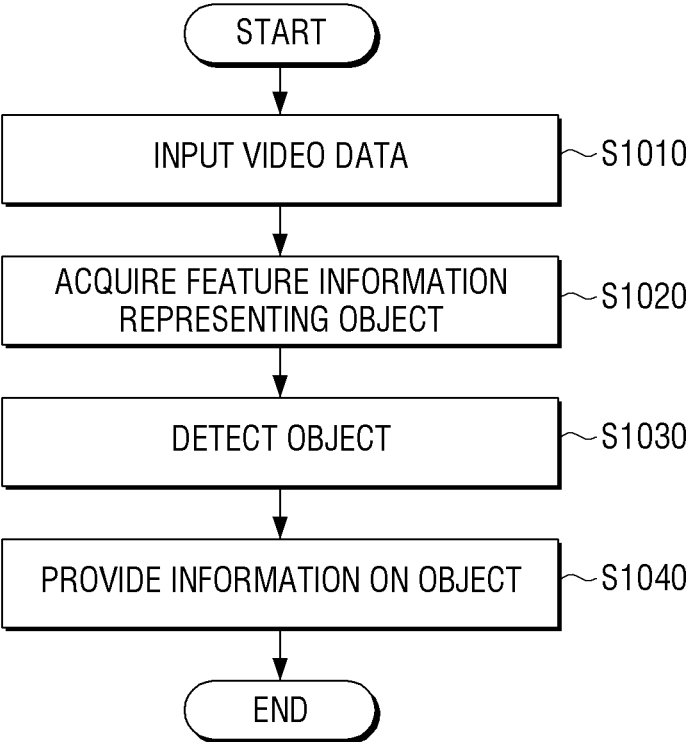 START
INPUT VIDEO DATA
S1010
ACQUIRE FEATURE INFORMATION
REPRESENTING OBJECT
S1020
DETECT OBJECT
S1030
PROVIDE INFORMATION ON OBJECT
S1040
END